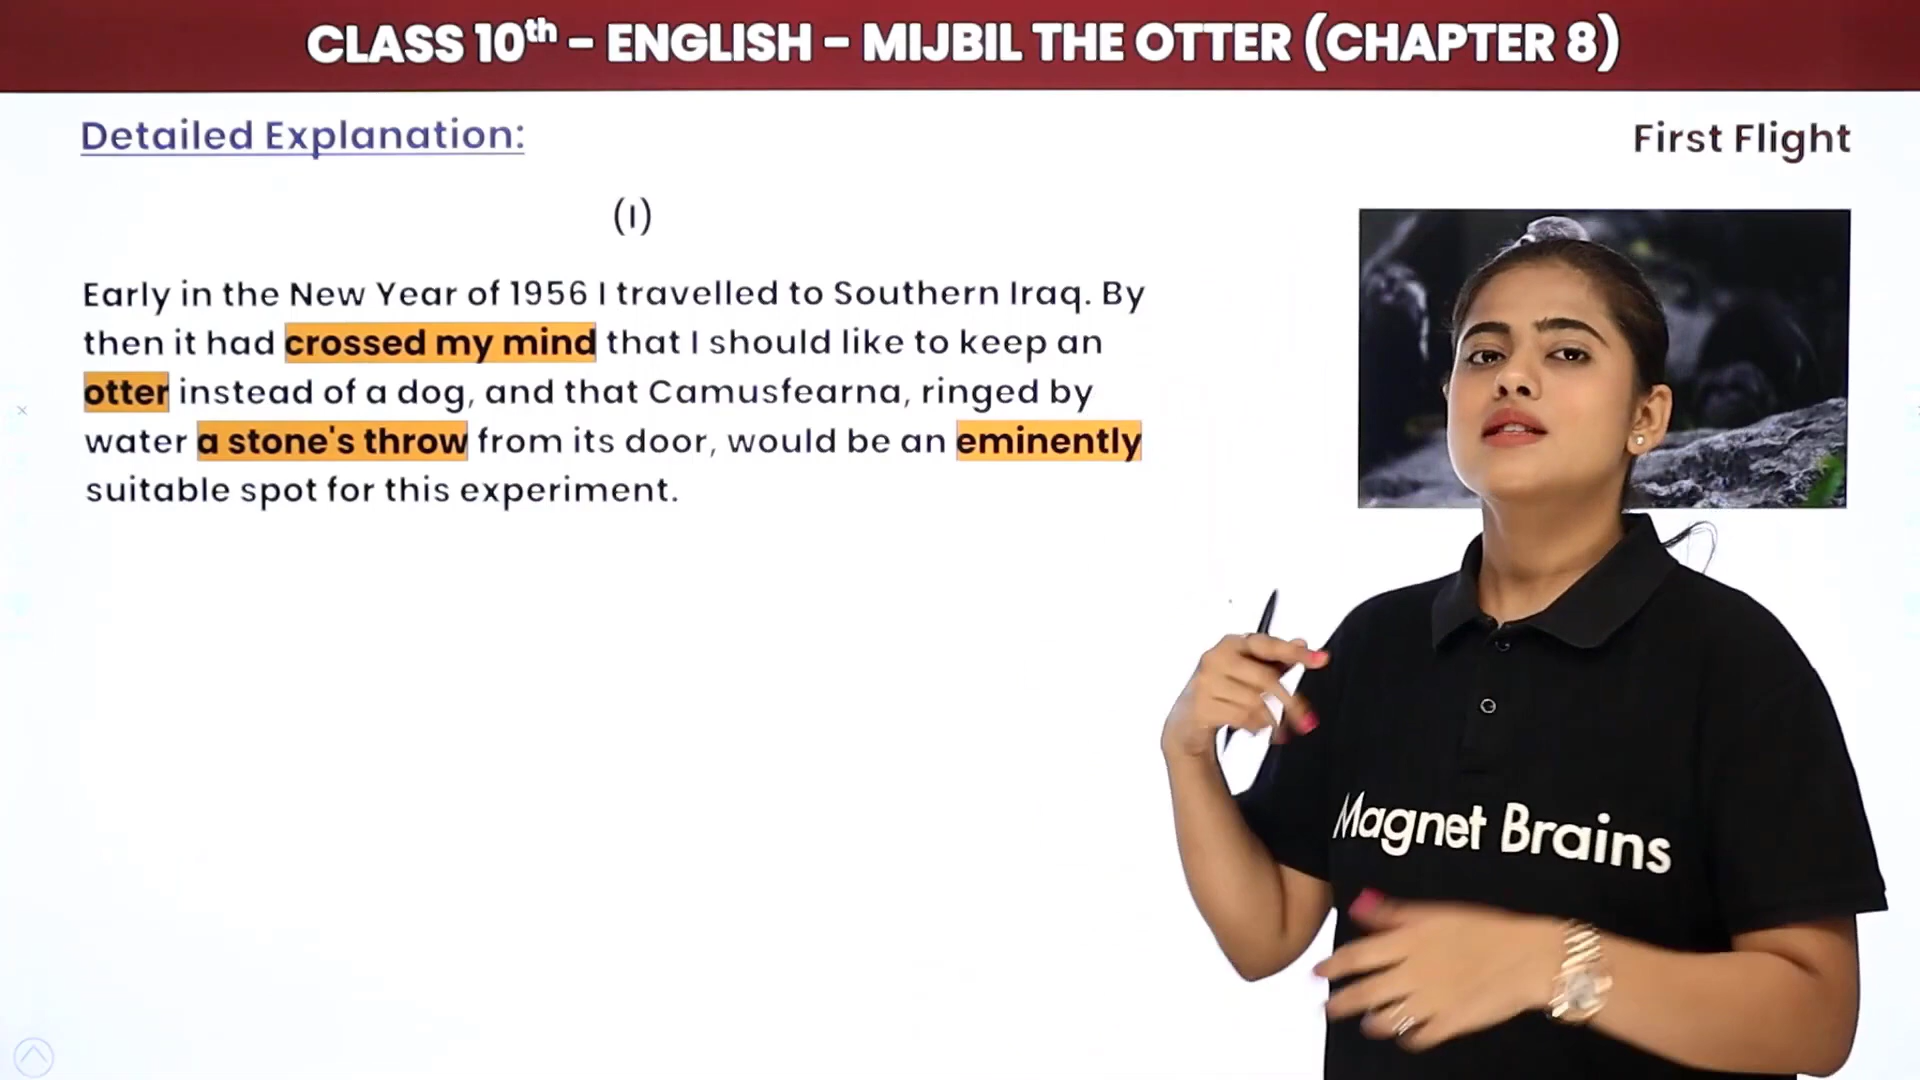 CLASS 10th – ENGLISH – MIJBIL THE OTTER (CHAPTER 8)
Detailed Explanation:
First Flight
(I)
Early in the New Year of 1956 I travelled to Southern Iraq. By
then it had crossed my mind that I should like to keep an
otter instead of a dog, and that Camusfearna, ringed by
water a stone's throw from its door, would be an eminently
suitable spot for this experiment.
Magnet Brains